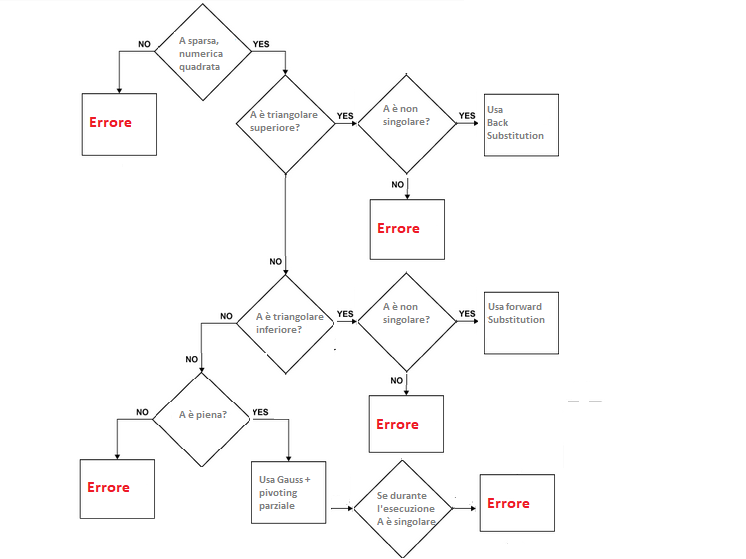 NO
A sparsa,
numerica
quadrata
YES
Errore
A è triangolare
superiore?
YES
A è non
singolare?
YES
Usa
Back
Substitution
NO
Errore
NO
A è triangolare
inferiore?
NO
YES
A è non
singolare?
YES
Usa forward
Substitution
NO
NO
Errore
A è piena?
NO
YES
Errore
Usa Gauss +
pivoting
parziale
Se durante
l'esecuzione
A è singolare
Errore